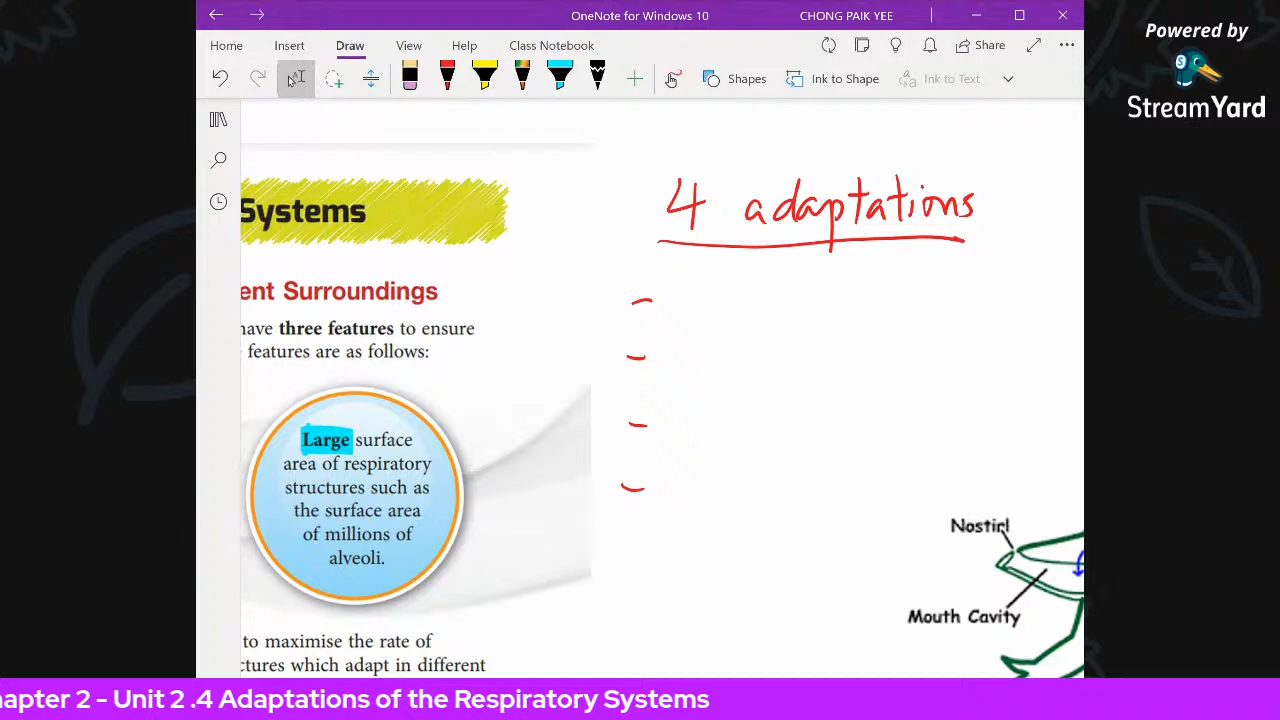 OneNote for Windows 10
CHONG PAIK YEE
Powered by
StreamYard
Home Insert Draw View Help Class Notebook
Share
Shapes
Ink to Shape
Ink to Text
Systems
ent Surroundings
have three features to ensure
features are as follows:
Large surface
area of respiratory
structures such as
the surface area
of millions of
alveoli.
to maximise the rate of
ctures which adapt in different
4 adaptations
-
-
-
-
Nostirl
Mouth Cavity
hapter 2 - Unit 2 .4 Adaptations of the Respiratory Systems